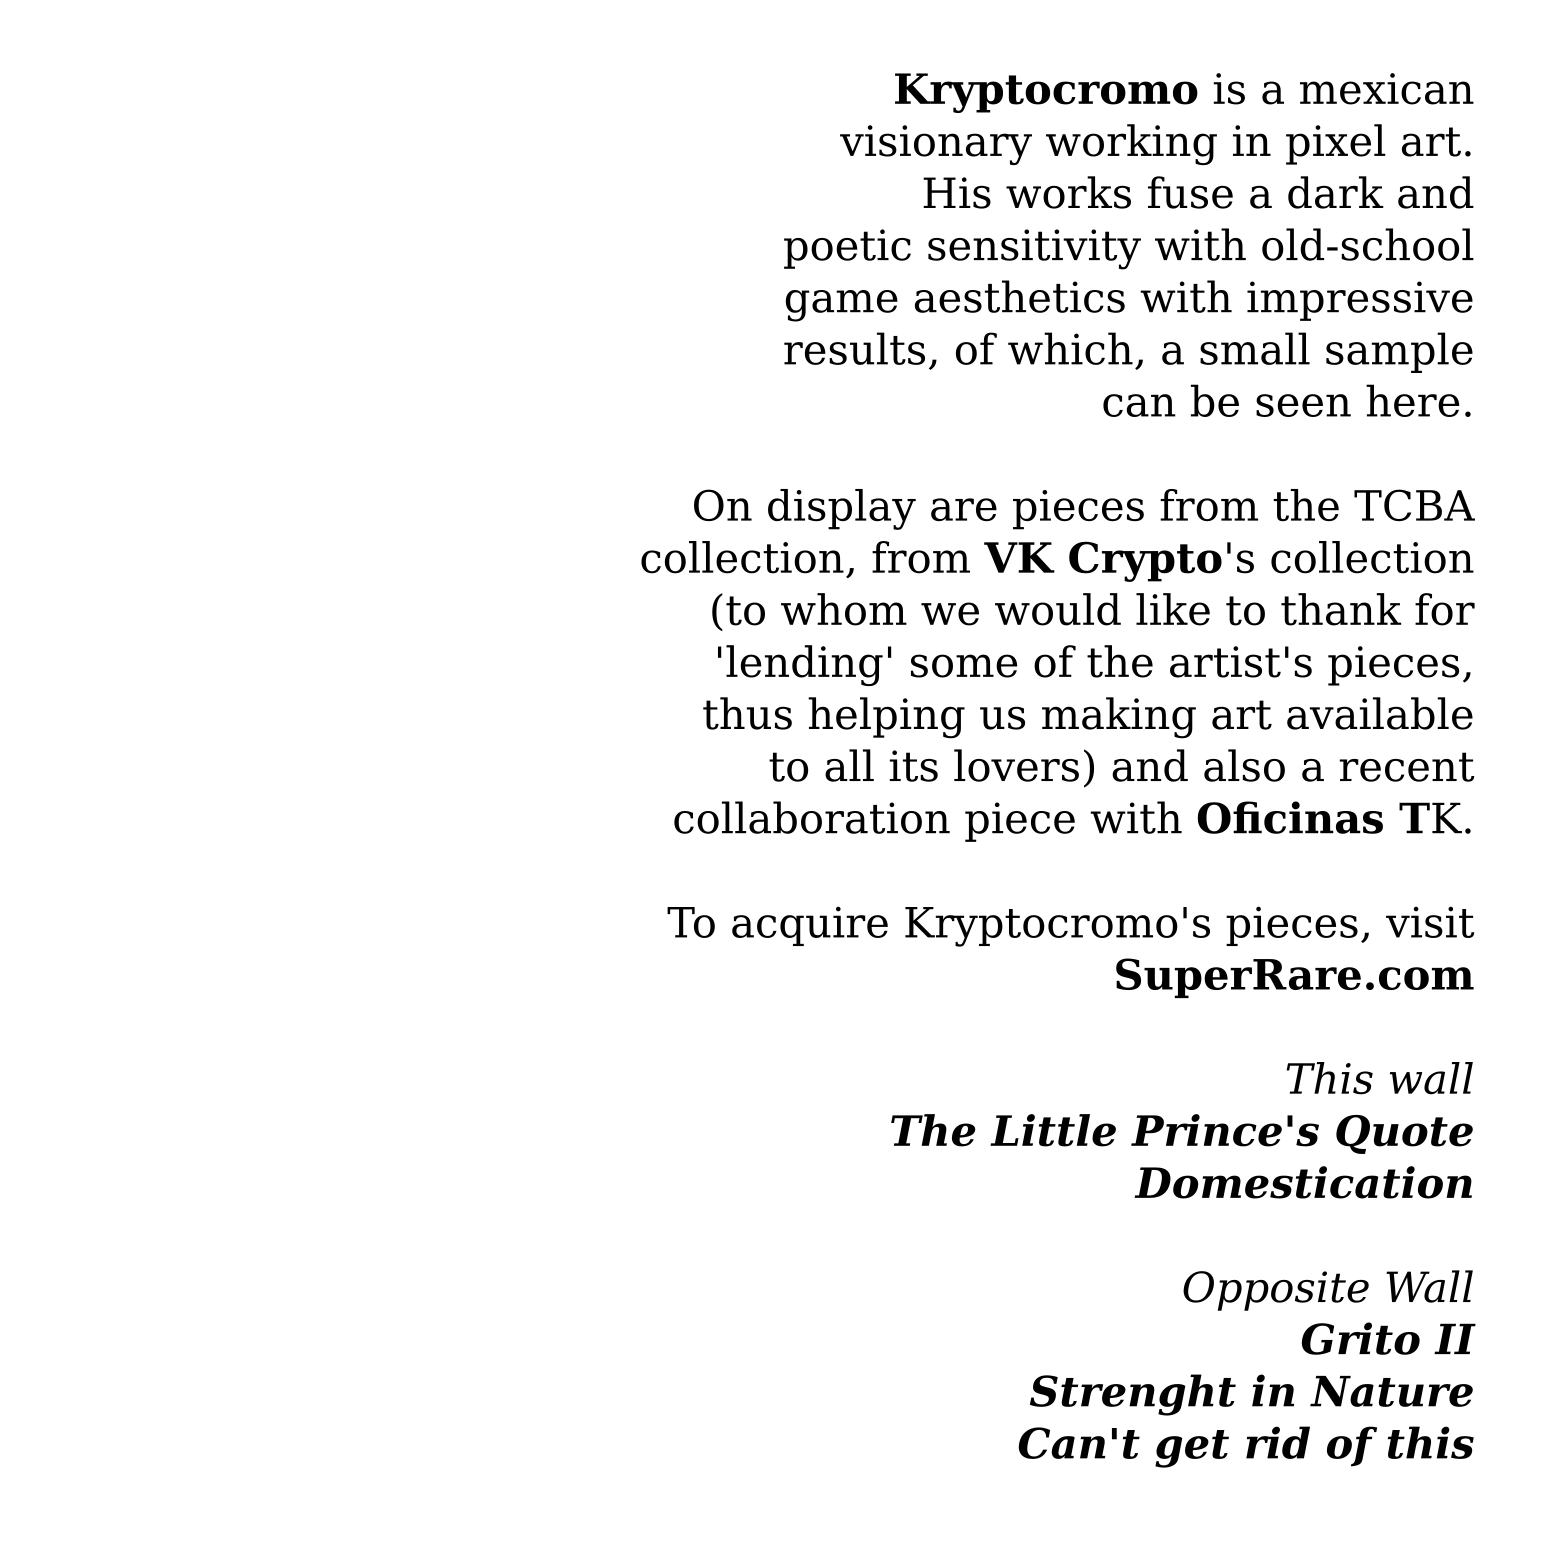 Kryptocromo is a mexican
visionary working in pixel art.
His works fuse a dark and
poetic sensitivity with old-school
game aesthetics with impressive
results, of which, a small sample
can be seen here.
On display are pieces from the TCBA
collection, from VK Crypto's collection
(to whom we would like to thank for
'lending' some of the artist's pieces,
thus helping us making art available
to all its lovers) and also a recent
collaboration piece with Oficinas TK.
To acquire Kryptocromo's pieces, visit
SuperRare.com
This wall
The Little Prince's Quote
Domestication
Opposite Wall
Grito II
Strenght in Nature
Can't get rid of this